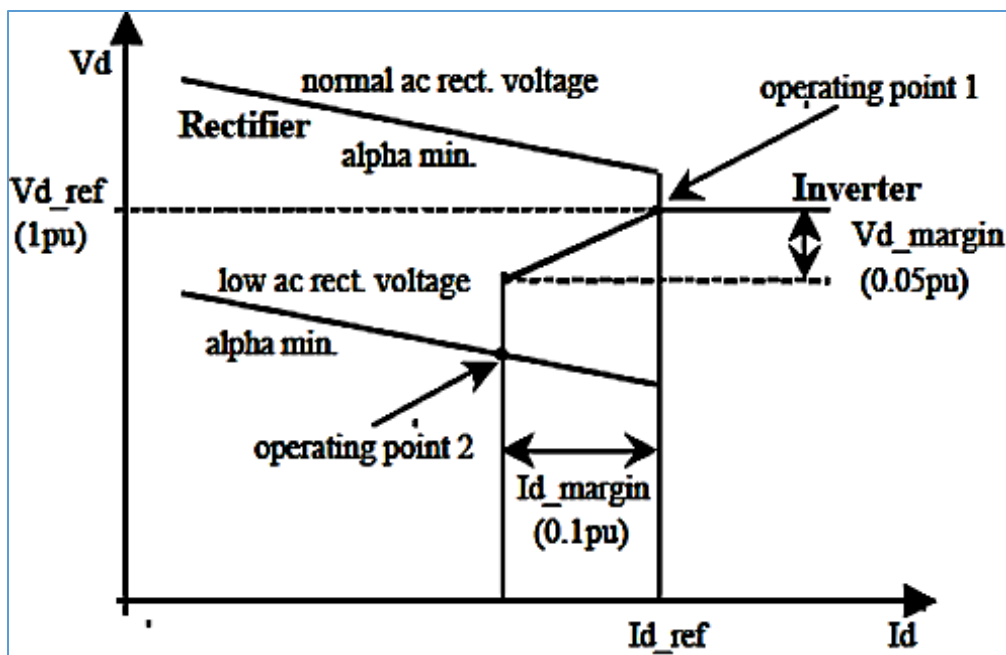 Vd
normal ac rect. voltage
operating point 1
Rectifier
alpha min.
Vd_ref
(1pu)
Inverter
Vd_margin
(0.05pu)
low ac rect. voltage
alpha min.
operating point 2
Id_margin
(0.1pu)
Id_ref
Id